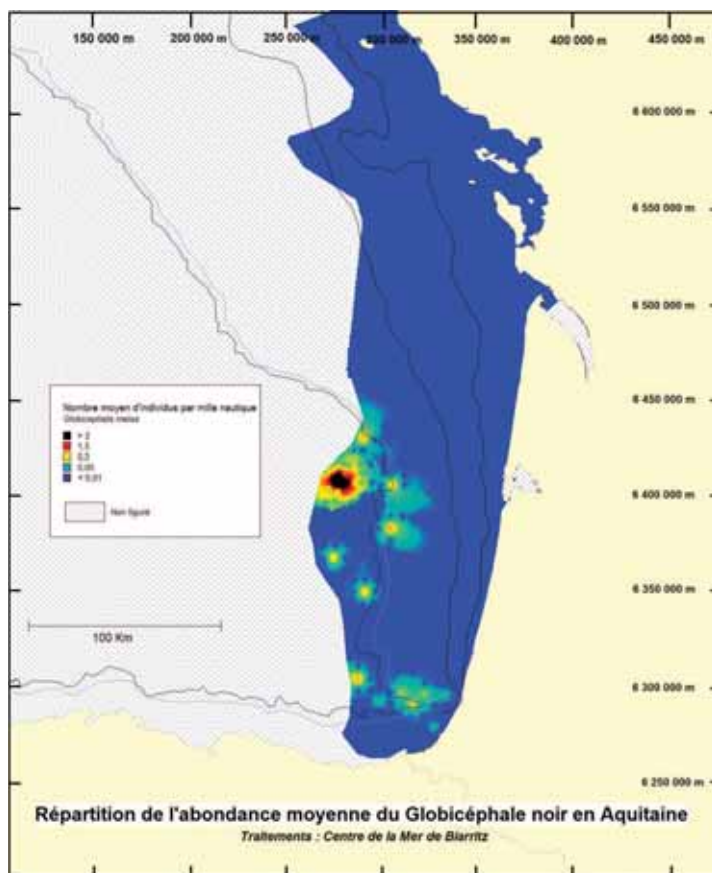 150 000 m 200 000 m 250 000 m 300 000 m 350 000 m 400 000 m 450 000 m
6 600 000 m
6 550 000 m
6 500 000 m
6 450 000 m
6 400 000 m
6 350 000 m
6 300 000 m
6 250 000 m
Nombre moyen d'individus par mille nautique
Globicephala melas
> 2
1,5
0,5
0,05
< 0,01
Non figuré
100 Km
Répartition de l'abondance moyenne du Globicéphale noir en Aquitaine
Traitements : Centre de la Mer de Biarritz